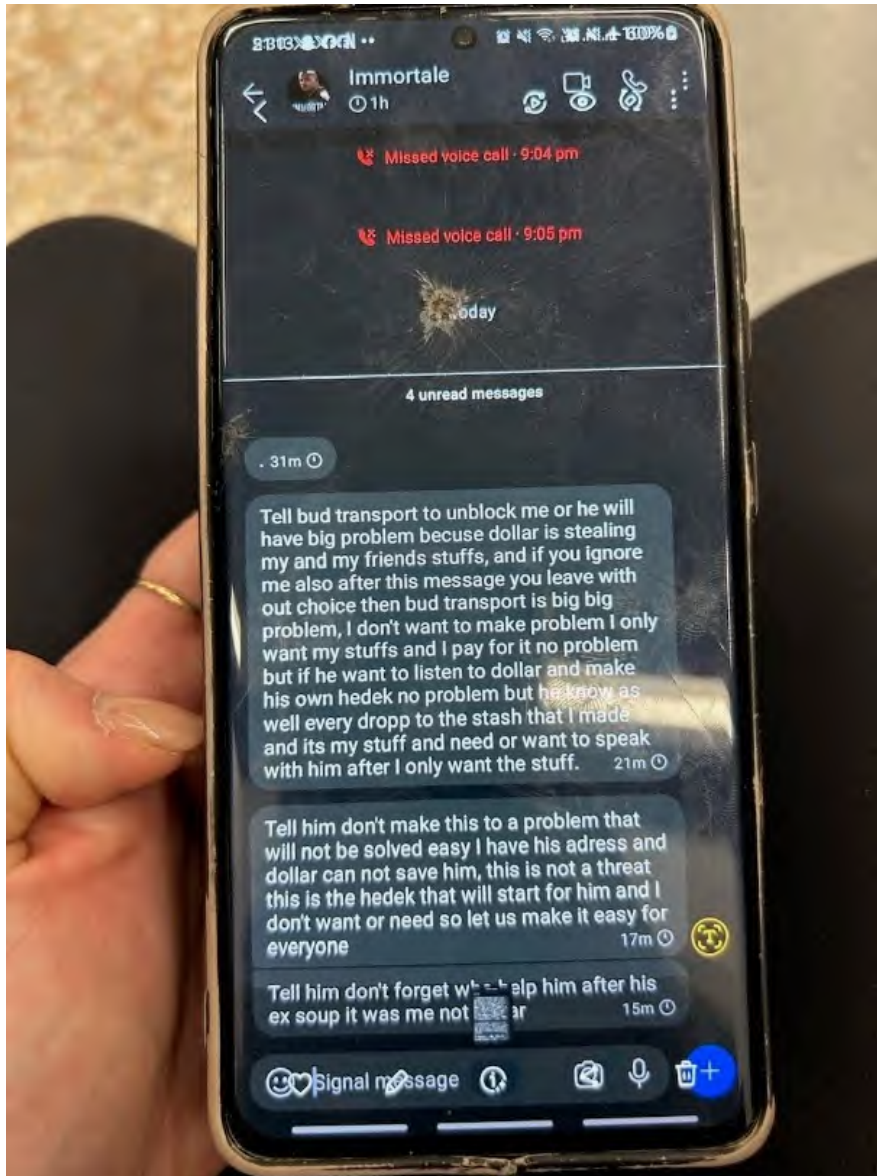 Immortale
1h
Missed voice call · 9:04 pm
Missed voice call · 9:05 pm
4 unread messages
. 31m
Tell bud transport to unblock me or he will
have big problem becuse dollar is stealing
my and my friends stuffs, and if you ignore
me also after this message you leave with
out choice then bud transport is big big
problem, I don't want to make problem I only
want my stuffs and I pay for it no problem
but if he want to listen to dollar and make
his own hedek no problem but he know as
well every dropp to the stash that I made
and its my stuff and need or want to speak
with him after I only want the stuff. 21m
Tell him don't make this to a problem that
will not be solved easy I have his adress and
dollar can not save him, this is not a threat
this is the hedek that will start for him and I
don't want or need so let us make it easy for
everyone 17m
Tell him don't forget help him after his
ex soup it was me not 15m
Signal message